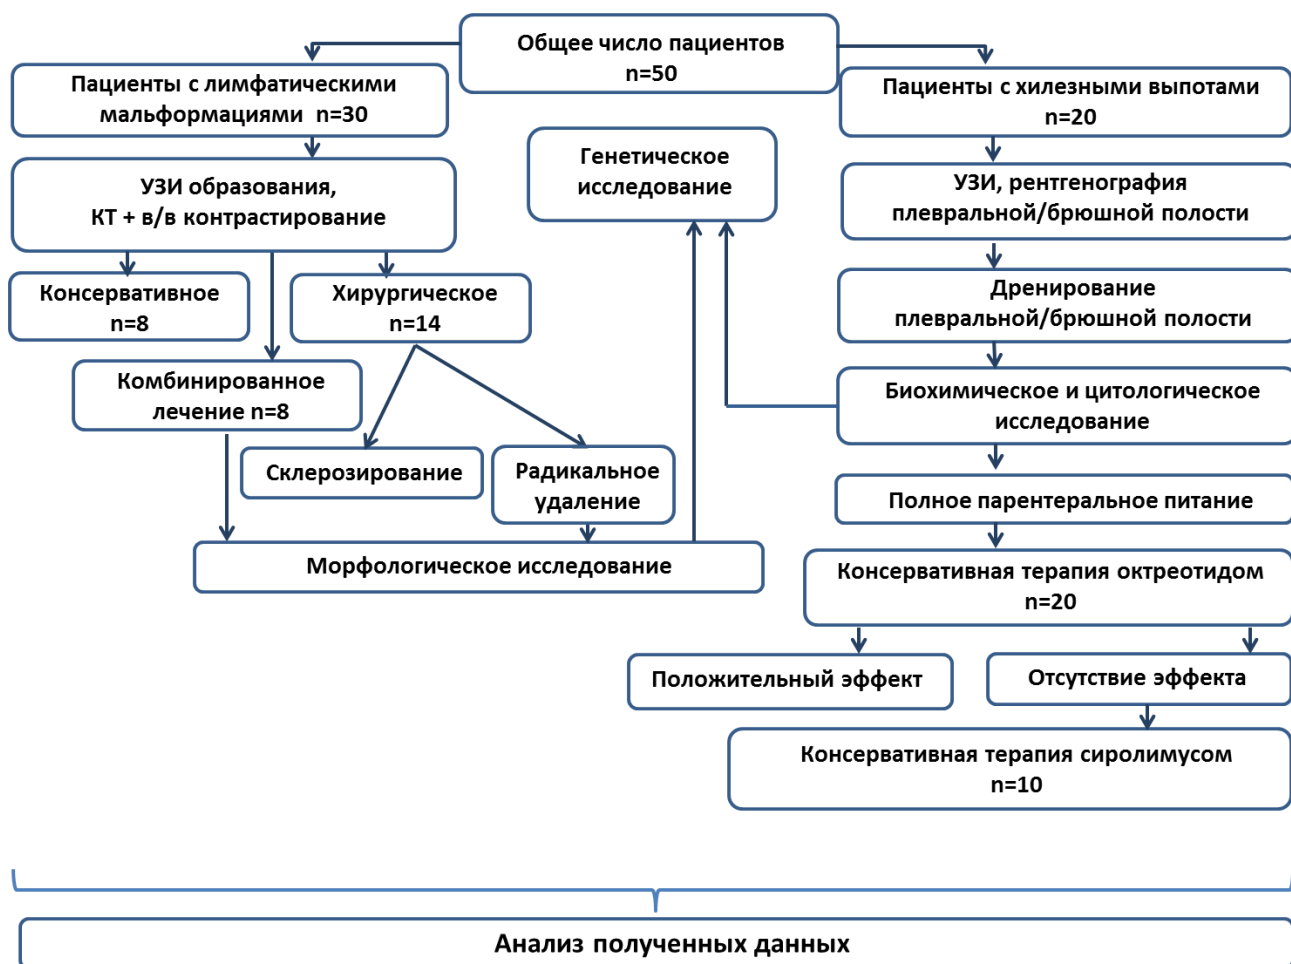 Общее число пациентов
n=50
Пациенты с лимфатическими
мальформациями n=30
Пациенты с хилезными выпотами
n=20
Генетическое
исследование
УЗИ образования,
КТ + в/в контрастирование
УЗИ, рентгенография
плевральной/брюшной полости
Консервативное
n=8
Хирургическое
n=14
Дренирование
плевральной/брюшной полости
Комбинированное
лечение n=8
Биохимическое и цитологическое
исследование
Склерозирование
Радикальное
удаление
Полное парентеральное питание
Морфологическое исследование
Консервативная терапия октреотидом
n=20
Положительный эффект
Отсутствие эффекта
Консервативная терапия сиролимусом
n=10
Анализ полученных данных